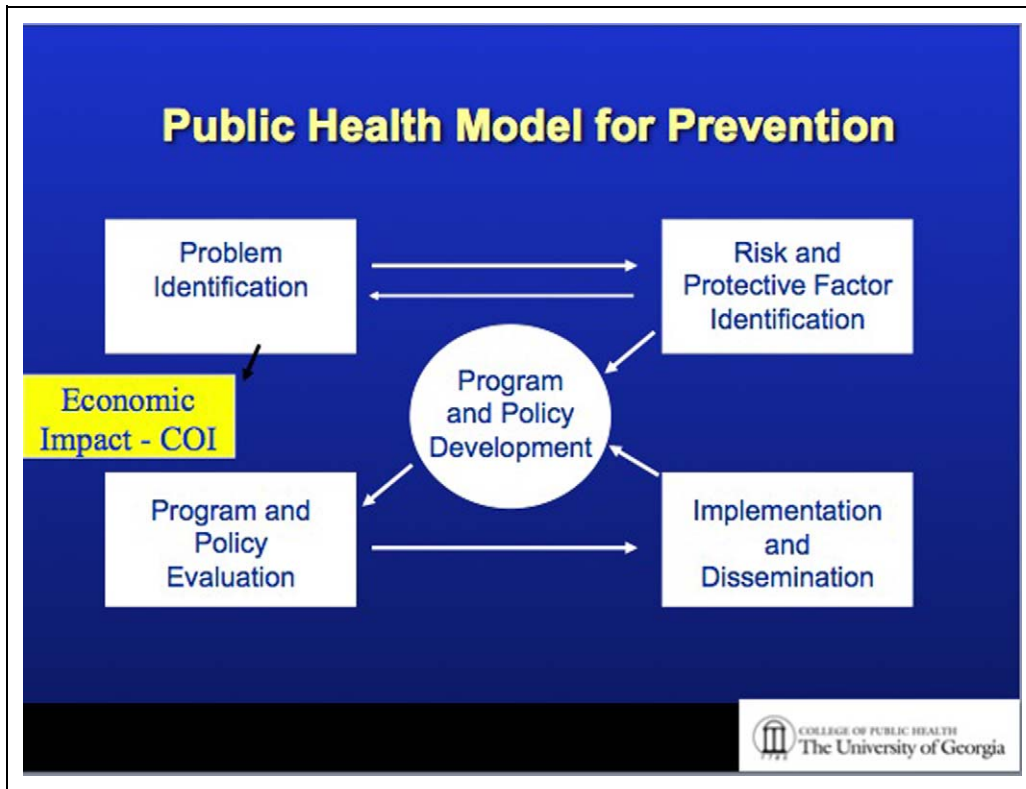 Public Health Model for Prevention
Problem
Identification
Risk and
Protective Factor
Identification
Economic
Impact - COI
Program
and Policy
Development
Program and
Policy
Evaluation
Implementation
and
Dissemination
COLLEGE OF PUBLIC HEALTH
The University of Georgia
1785